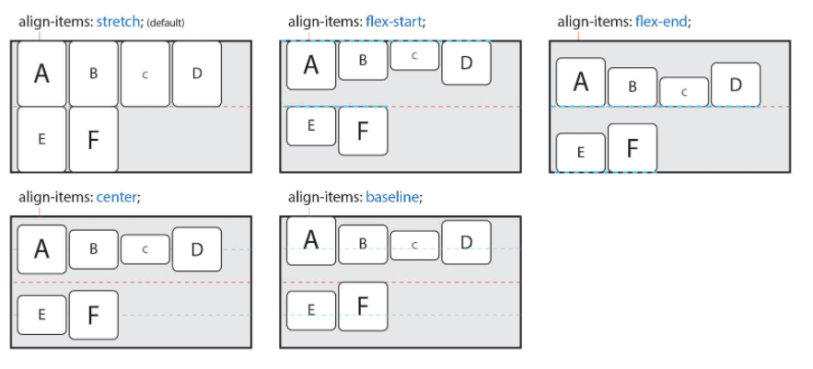 align-items: stretch; (default)
A B C D
E F
align-items: flex-start;
A B C D
E F
align-items: flex-end;
A B C D
E F
align-items: center;
A B C D
E F
align-items: baseline;
A B C D
E F